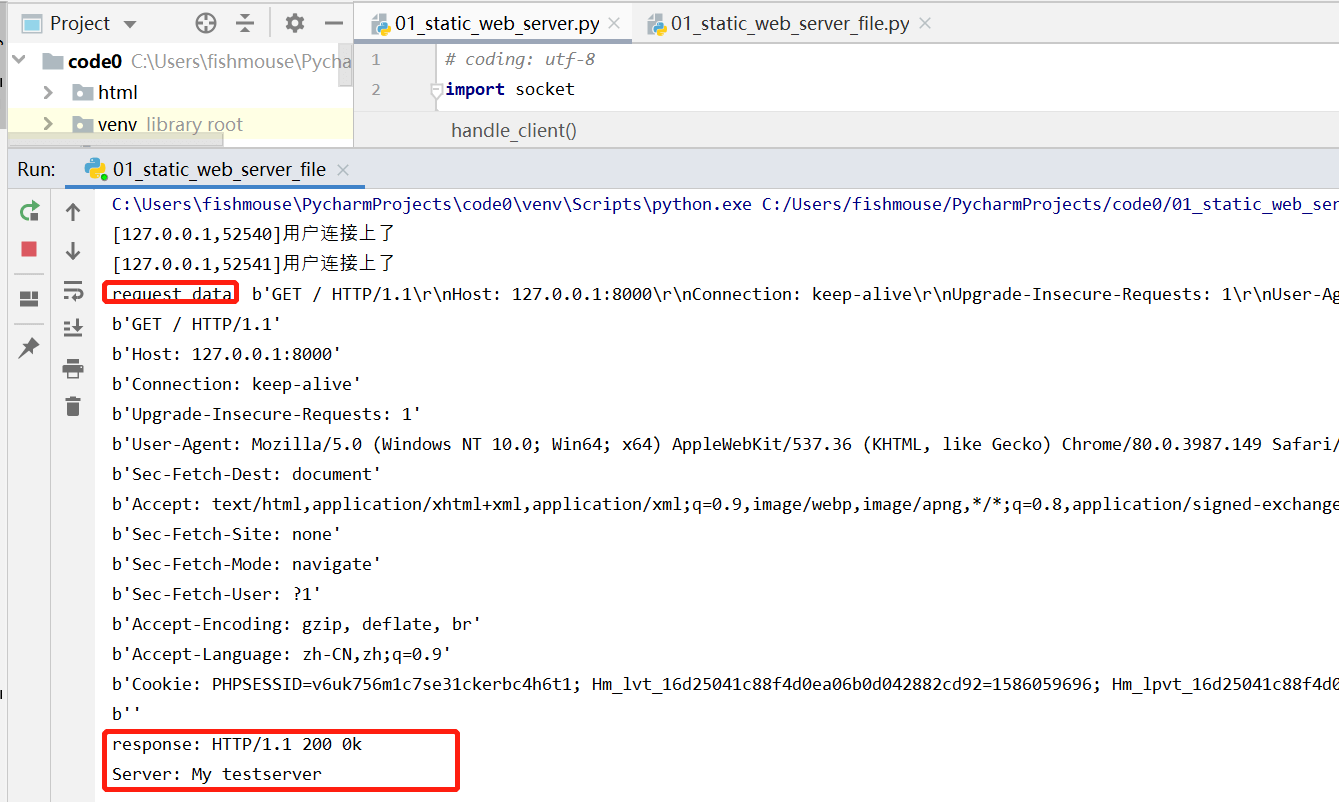 Project
01_static_web_server.py
01_static_web_server_file.py
code0 C:\Users\fishmouse\Pycha
html
venv library root
1 # coding: utf-8
2 import socket
handle_client()
Run: 01_static_web_server_file
C:\Users\fishmouse\PycharmProjects\code0\venv\Scripts\python.exe C:/Users/fishmouse/PycharmProjects/code0/01_static_web_ser
[127.0.0.1,52540]用户连接上了
[127.0.0.1,52541]用户连接上了
request data b'GET / HTTP/1.1\r\nHost: 127.0.0.1:8000\r\nConnection: keep-alive\r\nUpgrade-Insecure-Requests: 1\r\nUser-Ag
b'GET / HTTP/1.1'
b'Host: 127.0.0.1:8000'
b'Connection: keep-alive'
b'Upgrade-Insecure-Requests: 1'
b'User-Agent: Mozilla/5.0 (Windows NT 10.0; Win64; x64) AppleWebKit/537.36 (KHTML, like Gecko) Chrome/80.0.3987.149 Safari/
b'Sec-Fetch-Dest: document'
b'Accept: text/html,application/xhtml+xml,application/xml;q=0.9,image/webp,image/apng,*/*;q=0.8,application/signed-exchange
b'Sec-Fetch-Site: none'
b'Sec-Fetch-Mode: navigate'
b'Sec-Fetch-User: ?1'
b'Accept-Encoding: gzip, deflate, br'
b'Accept-Language: zh-CN,zh;q=0.9'
b'Cookie: PHPSESSID=v6uk756m1c7se31ckerbc4h6t1; Hm_lvt_16d25041c88f4d0ea06b0d042882cd92=1586059696; Hm_lpvt_16d25041c88f4d0
b''
response: HTTP/1.1 200 0k
Server: My testserver